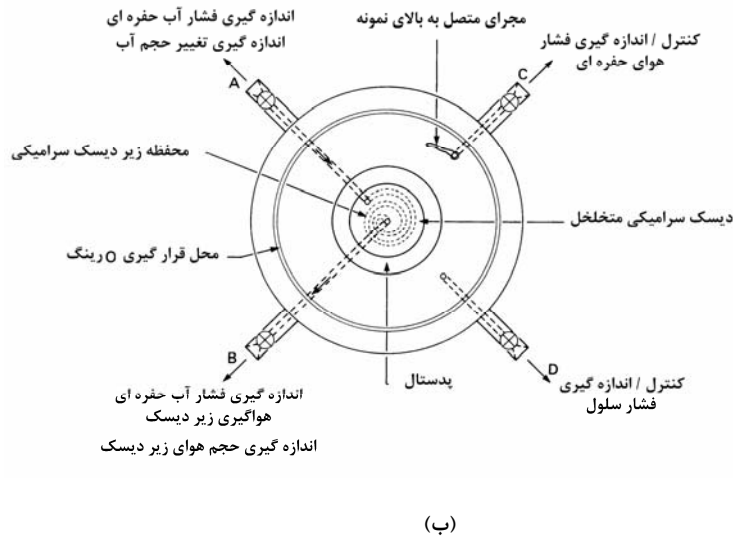 اندازه گیری فشار آب حفره ای
اندازه گیری تغییر حجم آب
مجرای متصل به بالای نمونه
کنترل / اندازه گیری فشار
هوای حفره ای
A
C
محفظه زیر دیسک سرامیکی
دیسک سرامیکی متخلخل
محل قرار گیری O رینگ
B
D
اندازه گیری فشار آب حفره ای
هواگیری زیر دیسک
اندازه گیری حجم هوای زیر دیسک
پدستال
کنترل / اندازه گیری
فشار سلول
(ب)